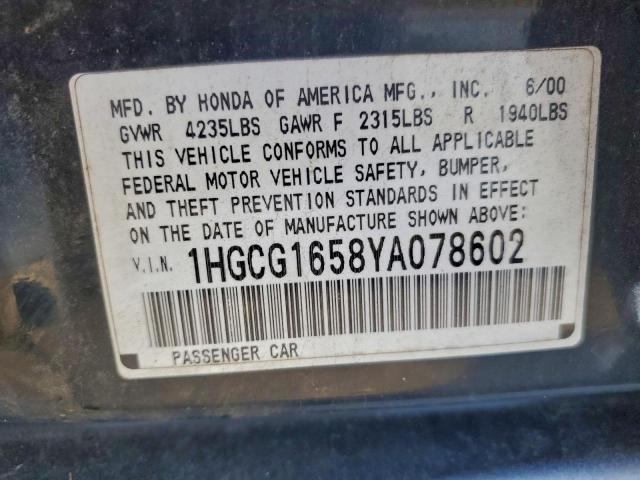 MFD. BY HONDA OF AMERICA MFG., INC. 6/00
GVWR 4235LBS GAWR F 2315LBS R 1940LBS
THIS VEHICLE CONFORMS TO ALL APPLICABLE
FEDERAL MOTOR VEHICLE SAFETY, BUMPER,
AND THEFT PREVENTION STANDARDS IN EFFECT
ON THE DATE OF MANUFACTURE SHOWN ABOVE:
V.I.N. 1HGCG1658YA078602
PASSENGER CAR